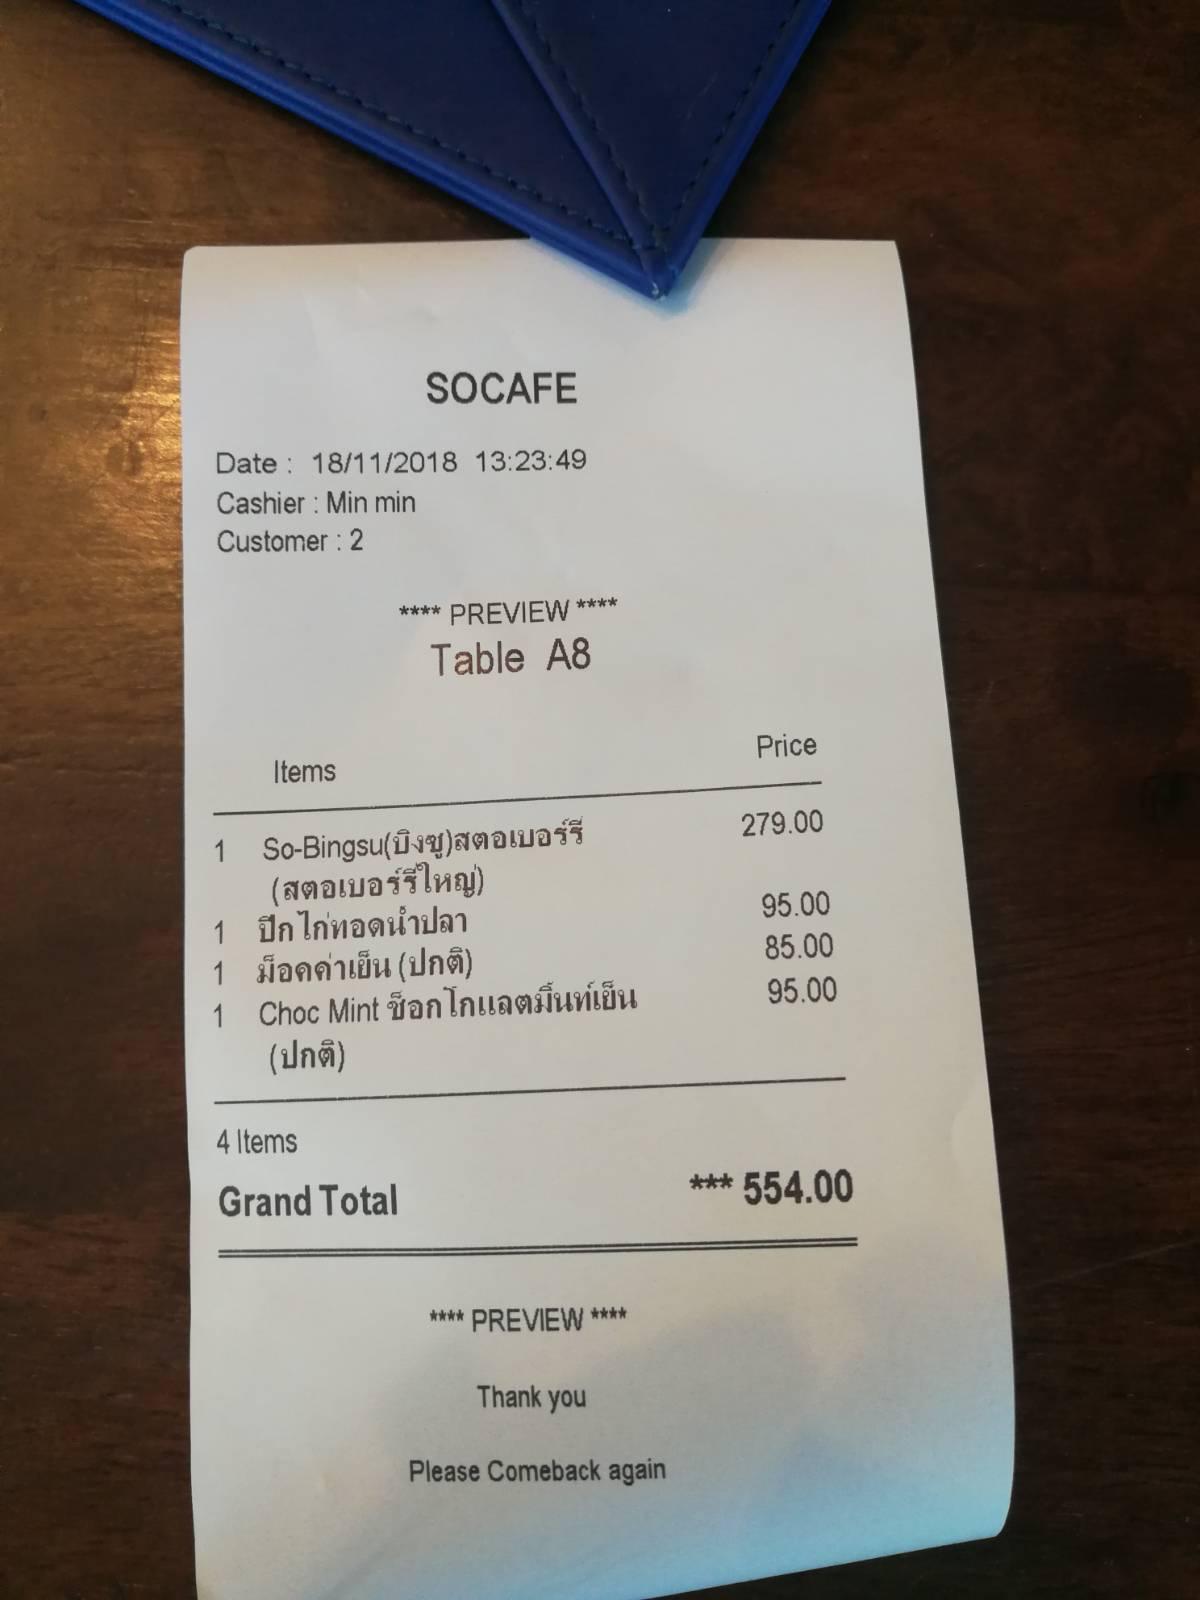 SOCAFE
Date : 18/11/2018 13:23:49
Cashier : Min min
Customer : 2
**** PREVIEW ****
Table A8
Items Price
1 So-Bingsu(บิงซู)สตอเบอร์รี 279.00
(สตอเบอร์รีใหญ่)
1 ปีกไก่ทอดน้ำปลา 95.00
1 ม็อคค่าเย็น (ปกติ) 85.00
1 Choc Mint ช็อกโกแลตมิ้นท์เย็น 95.00
(ปกติ)
4 Items
Grand Total *** 554.00
**** PREVIEW ****
Thank you
Please Comeback again